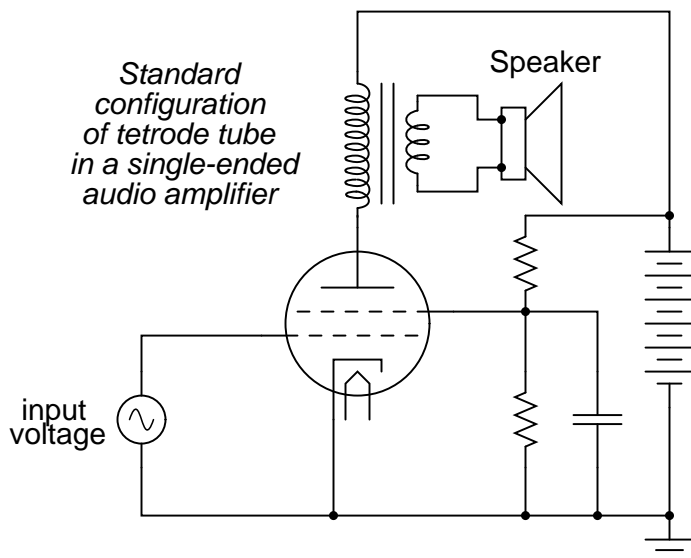 Standard
configuration
of tetrode tube
in a single-ended
audio amplifier
Speaker
input
voltage